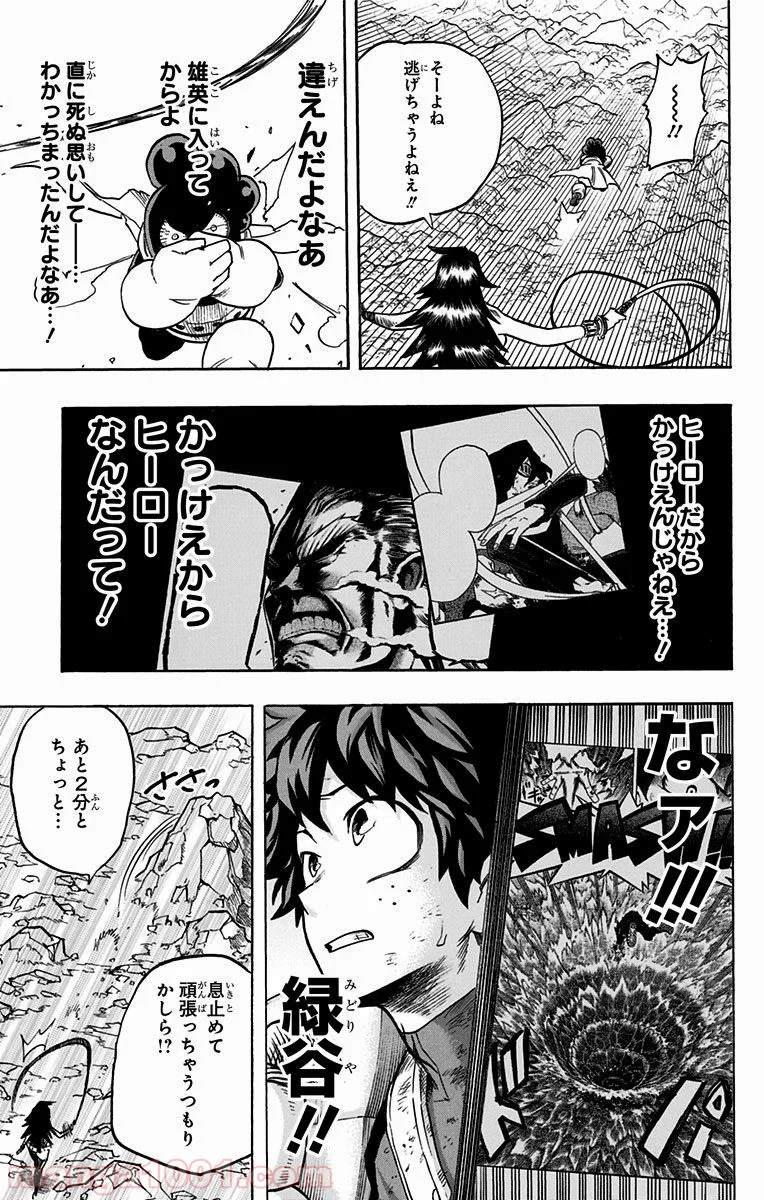 ～～～!!
そーよね
逃げちゃうよねえ!!
違えんだよなあ
雄英に入って
からよ
直に死ぬ思いして――…
わかっちまったんだよなあ…!
ヒーローだから
かっけえんじゃねえ…!
かっけえから
ヒーロー
なんだって!
なァ!!!
SMASH!!
緑谷!!
ささっ
あと2分と
ちょっと…
息止めて
頑張っちゃうつもり
かしら!?